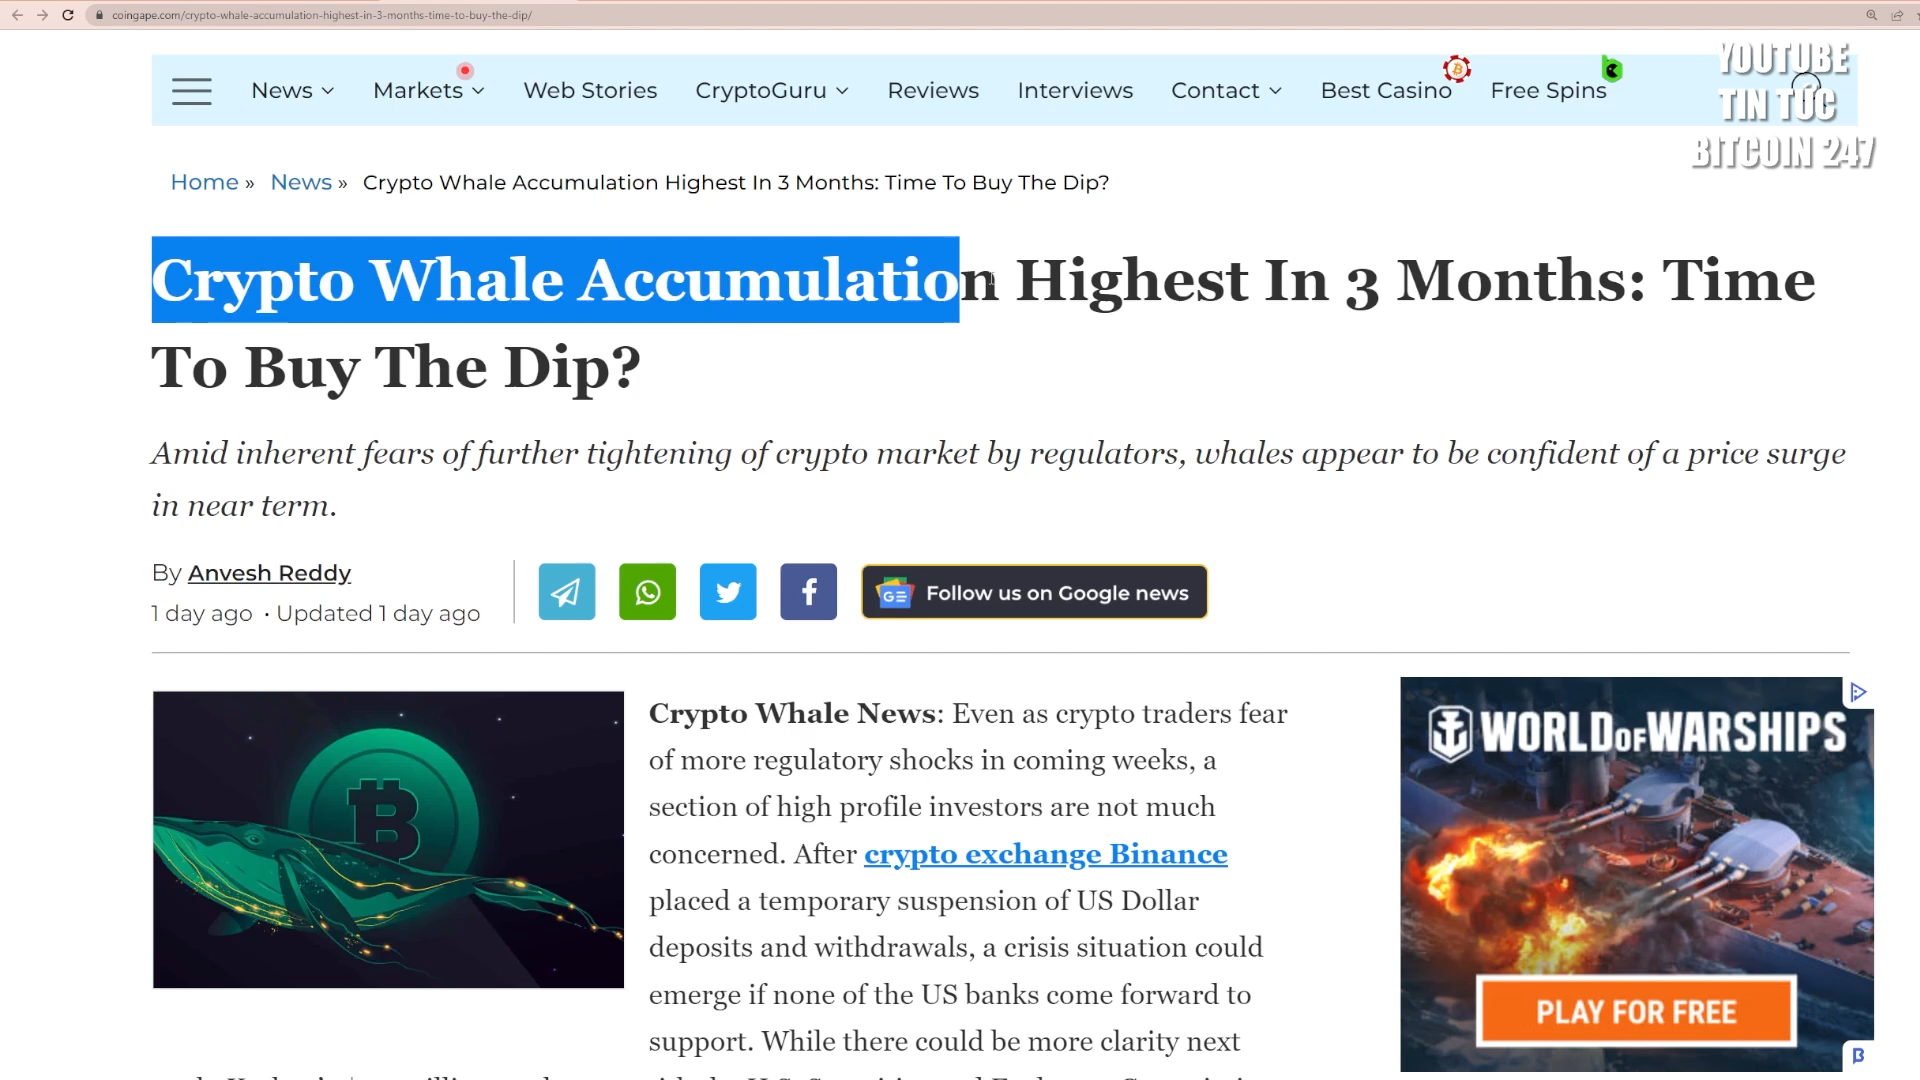 coingape.com/crypto-whale-accumulation-highest-in-3-months-time-to-buy-the-dip/
YOUTUBE
TIN TỨC
BITCOIN 247
News Markets Web Stories CryptoGuru Reviews Interviews Contact Best Casino Free Spins
Home » News » Crypto Whale Accumulation Highest In 3 Months: Time To Buy The Dip?
Crypto Whale Accumulation Highest In 3 Months: Time
To Buy The Dip?
Amid inherent fears of further tightening of crypto market by regulators, whales appear to be confident of a price surge
in near term.
By Anvesh Reddy
1 day ago · Updated 1 day ago
GE Follow us on Google news
Crypto Whale News: Even as crypto traders fear
of more regulatory shocks in coming weeks, a
section of high profile investors are not much
concerned. After crypto exchange Binance
placed a temporary suspension of US Dollar
deposits and withdrawals, a crisis situation could
emerge if none of the US banks come forward to
support. While there could be more clarity next
WORLD OF WARSHIPS
PLAY FOR FREE